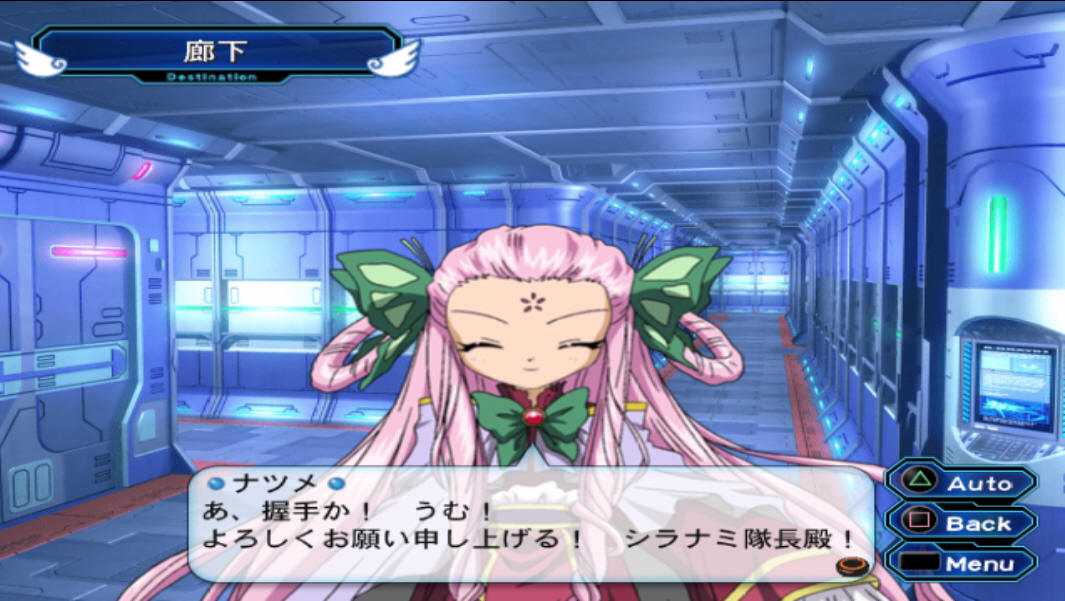 廊下
Destination
ナツメ
あ、握手か！　うむ！
よろしくお願い申し上げる！　シラナミ隊長殿！
Auto
Back
Menu